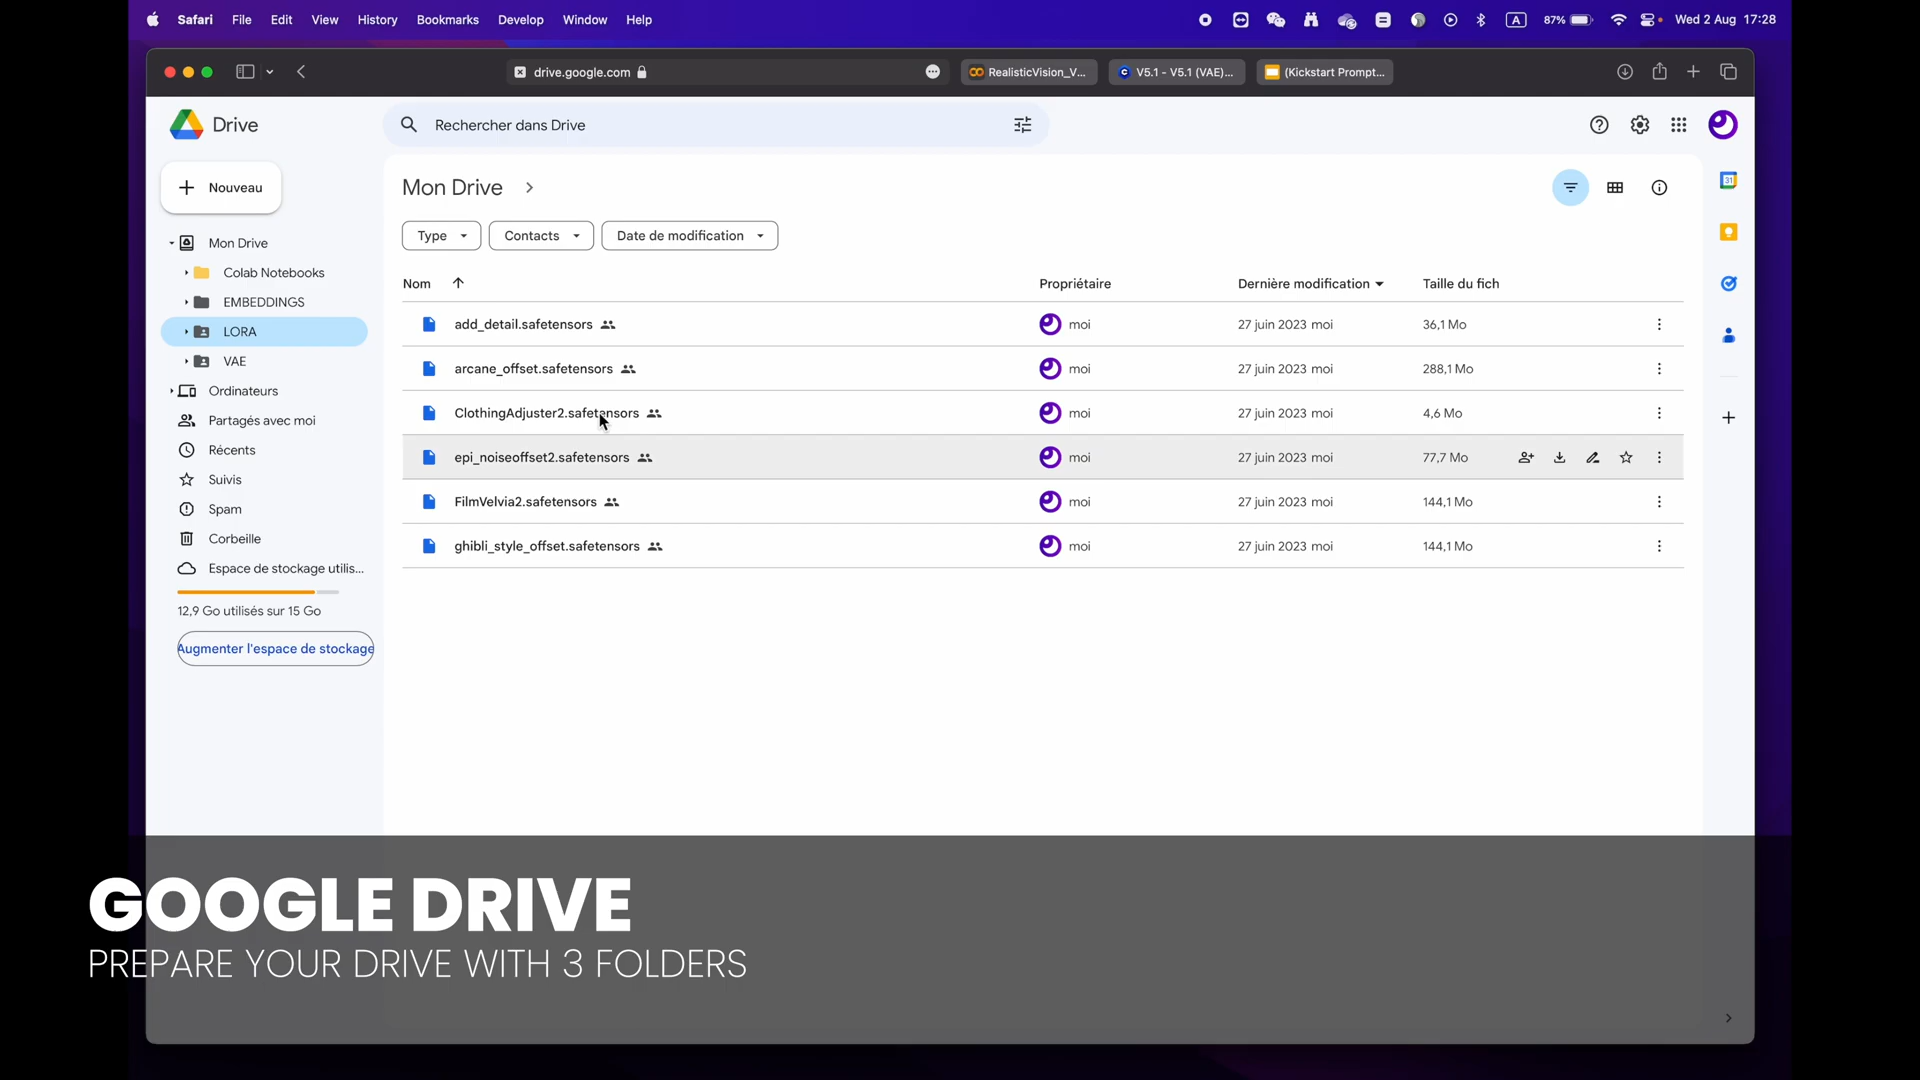 Safari File Edit View History Bookmarks Develop Window Help A 87% Wed 2 Aug 17:28
drive.google.com RealisticVision_V... V5.1 - V5.1 (VAE)... (Kickstart Prompt...
Drive
Rechercher dans Drive
Nouveau
Mon Drive
Colab Notebooks
EMBEDDINGS
LORA
VAE
Ordinateurs
Partagés avec moi
Récents
Suivis
Spam
Corbeille
Espace de stockage utilis...
12,9 Go utilisés sur 15 Go
Augmenter l'espace de stockage
Mon Drive
Type Contacts Date de modification
Nom Propriétaire Dernière modification Taille du fich
add_detail.safetensors moi 27 juin 2023 moi 36,1 Mo
arcane_offset.safetensors moi 27 juin 2023 moi 288,1 Mo
ClothingAdjuster2.safetensors moi 27 juin 2023 moi 4,6 Mo
epi_noiseoffset2.safetensors moi 27 juin 2023 moi 77,7 Mo
FilmVelvia2.safetensors moi 27 juin 2023 moi 144,1 Mo
ghibli_style_offset.safetensors moi 27 juin 2023 moi 144,1 Mo
31
GOOGLE DRIVE
PREPARE YOUR DRIVE WITH 3 FOLDERS